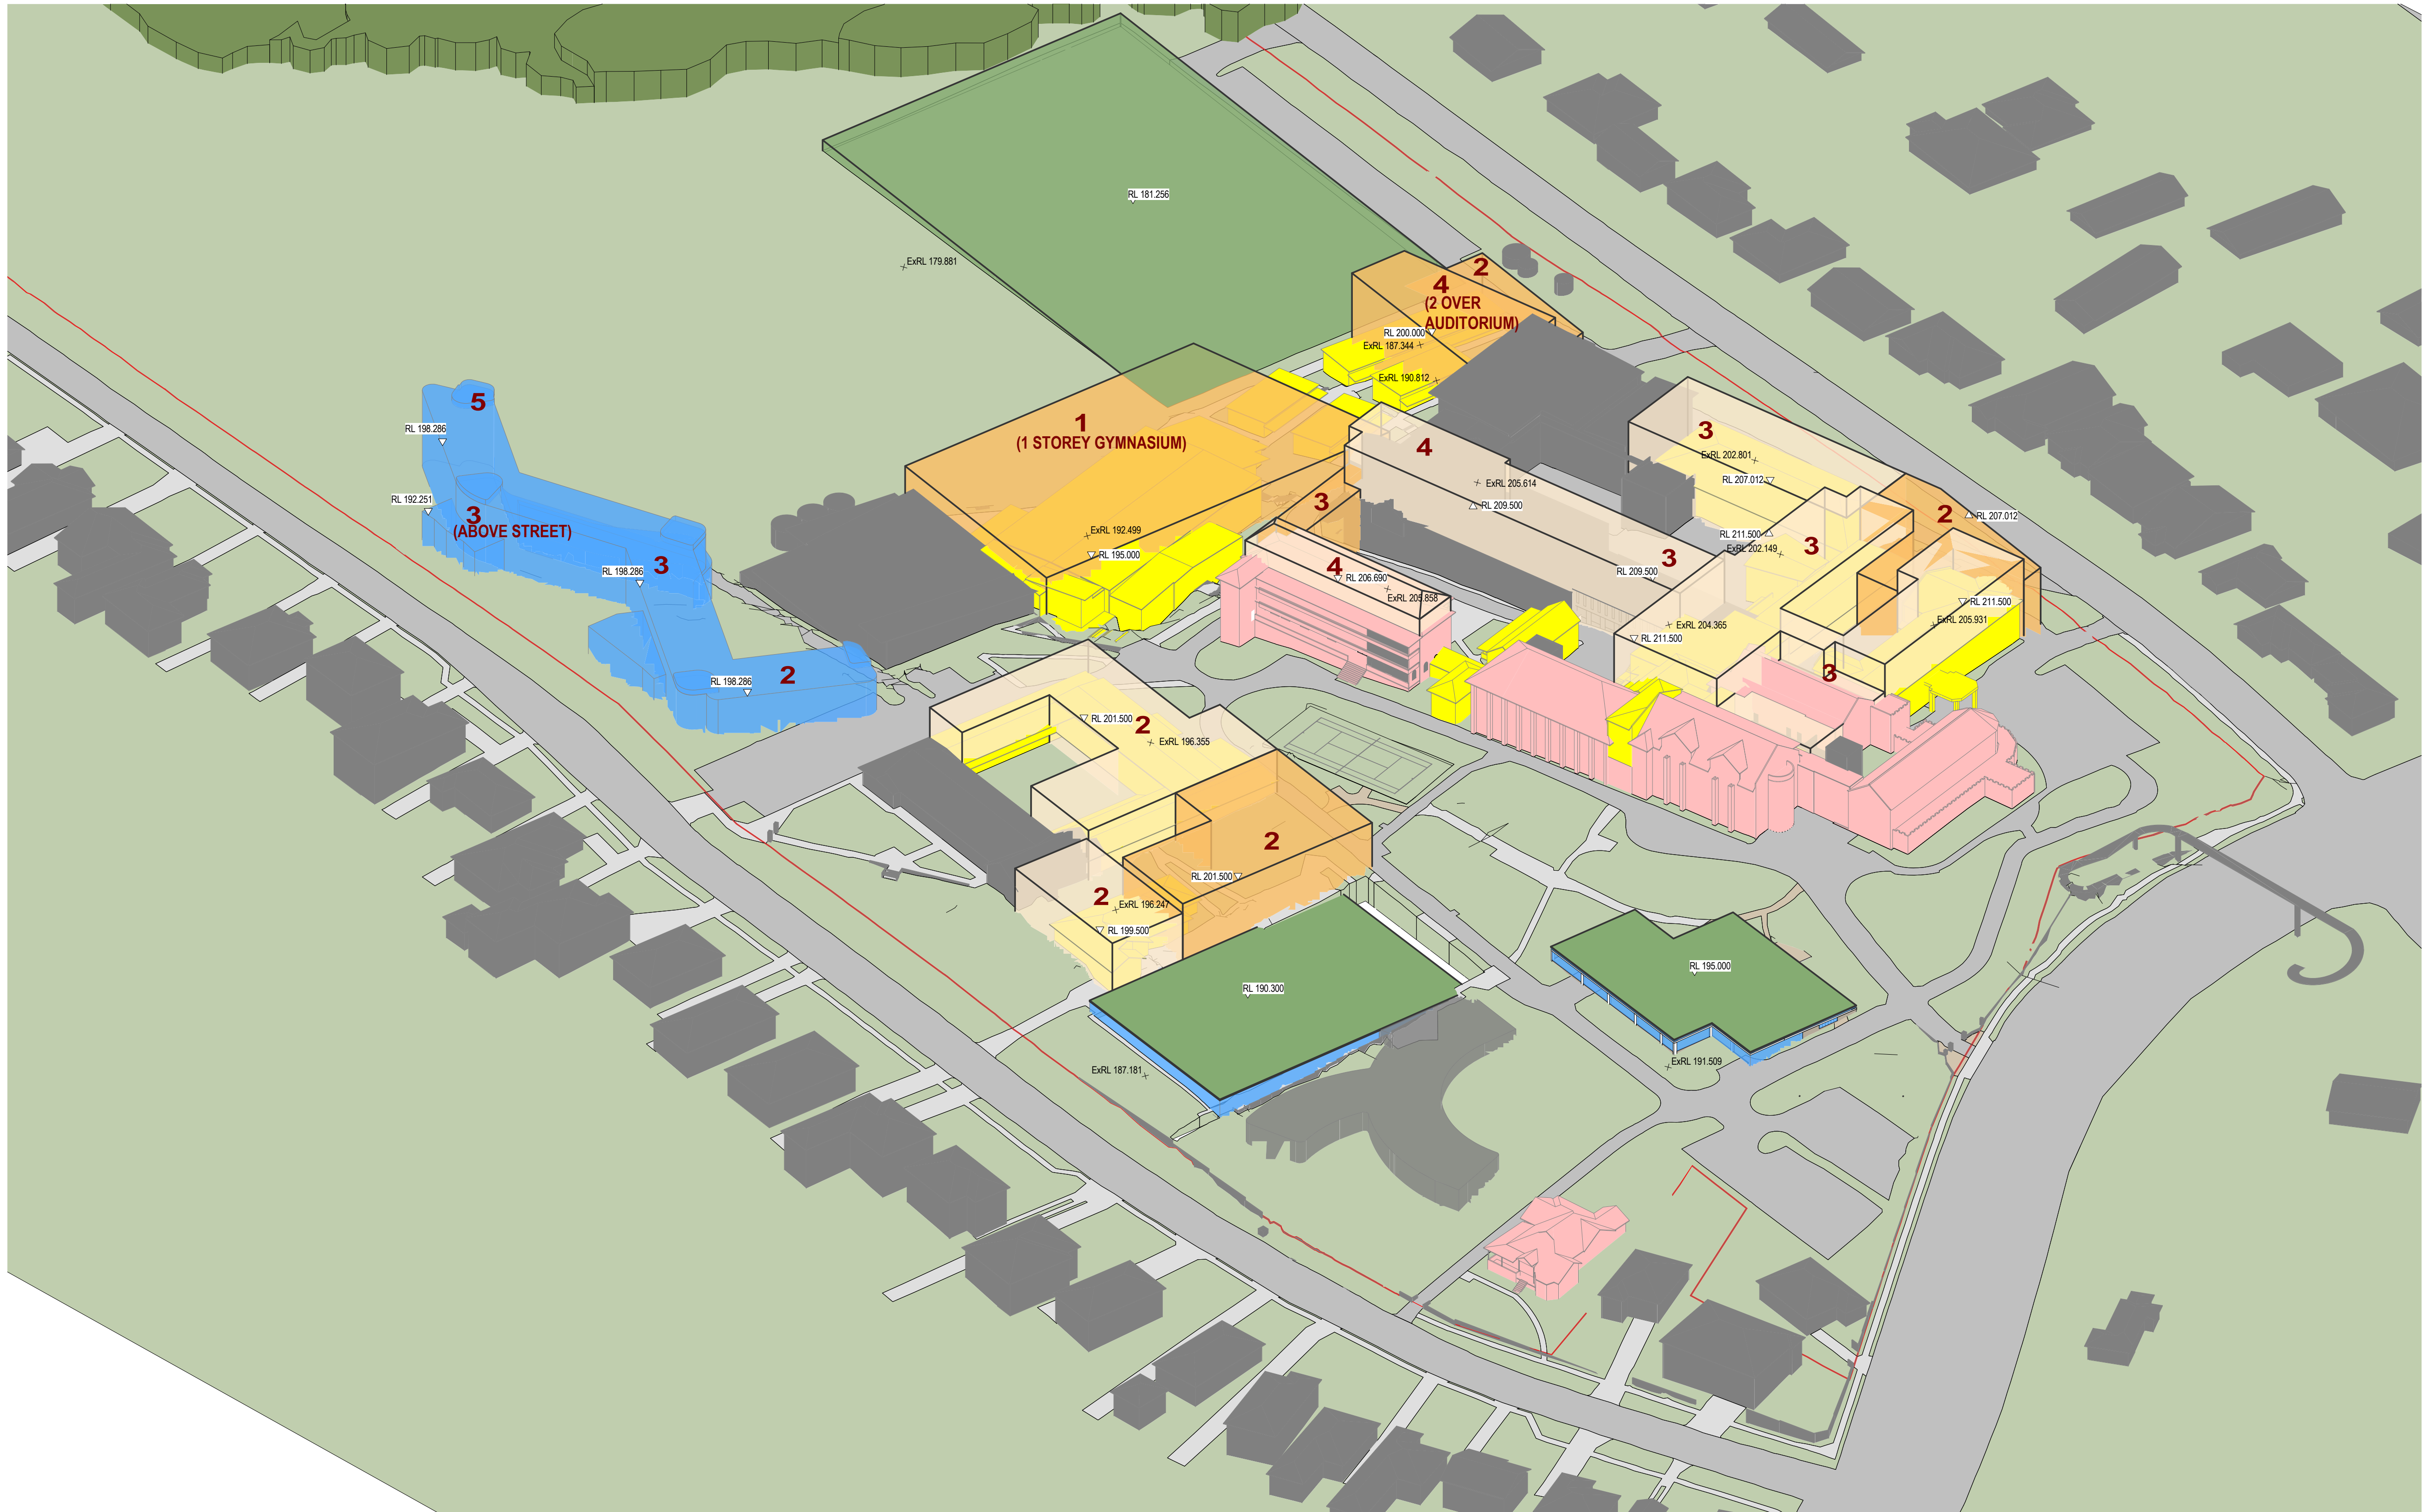 RL 181.256
ExRL 179.881
2
4
(2 OVER
AUDITORIUM)
RL 200.000
ExRL 187.344
ExRL 190.812
5
RL 198.286
RL 192.251
3
(ABOVE STREET)
3
RL 198.286
RL 198.286
2
1
(1 STOREY GYMNASIUM)
ExRL 192.499
RL 195.000
4
ExRL 205.614
RL 209.500
3
3
ExRL 202.801
RL 207.012
2
RL 207.012
RL 211.500
ExRL 202.149
3
3
RL 209.500
4
RL 206.690
ExRL 205.858
RL 211.500
ExRL 205.931
ExRL 204.365
RL 211.500
3
RL 201.500
2
ExRL 196.355
2
RL 201.500
2
ExRL 196.247
RL 199.500
RL 190.300
RL 195.000
ExRL 187.181
ExRL 191.509